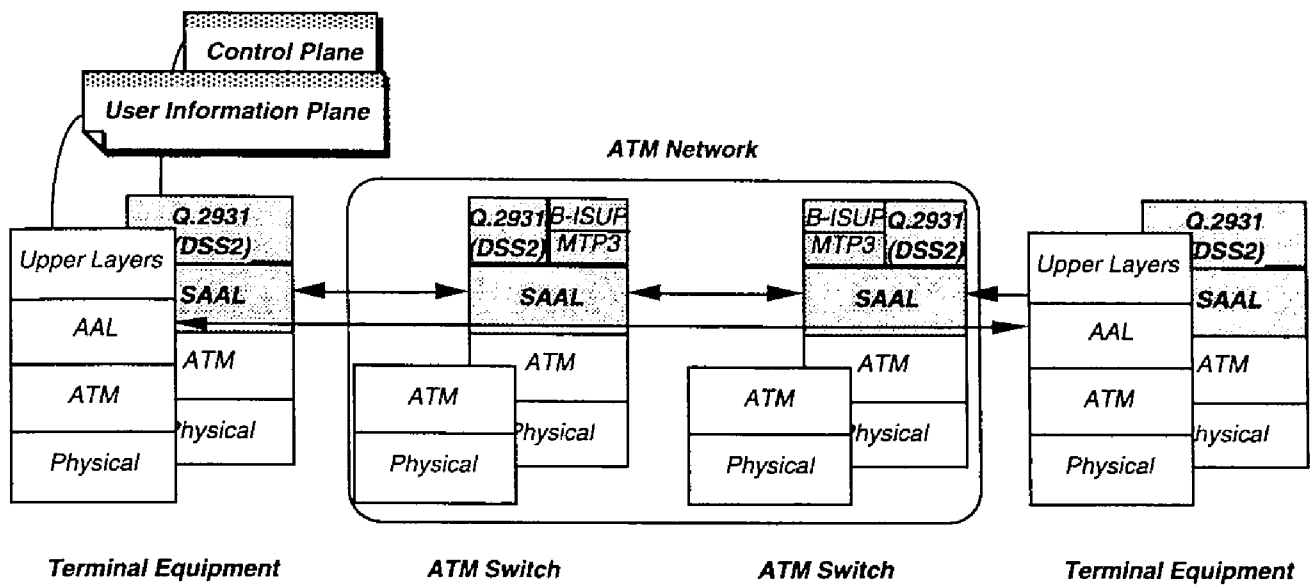 Control Plane
User Information Plane
ATM Network
Q.2931
(DSS2)
Upper Layers
SAAL
AAL
ATM
ATM
Physical
Physical
Q.2931
(DSS2)
B-ISUP
MTP3
SAAL
ATM
ATM
Physical
Physical
B-ISUP
MTP3
Q.2931
(DSS2)
SAAL
ATM
ATM
Physical
Physical
Q.2931
DSS2)
Upper Layers
SAAL
AAL
ATM
ATM
hysical
Physical
Terminal Equipment
ATM Switch
ATM Switch
Terminal Equipment